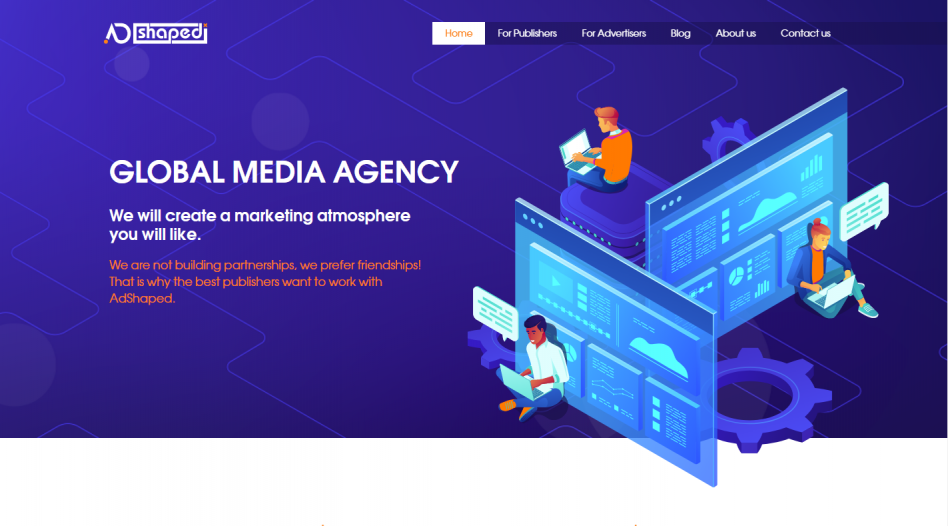 ADshaped
Home For Publishers For Advertisers Blog About us Contact us
GLOBAL MEDIA AGENCY
We will create a marketing atmosphere
you will like.
We are not building partnerships, we prefer friendships!
That is why the best publishers want to work with
AdShaped.